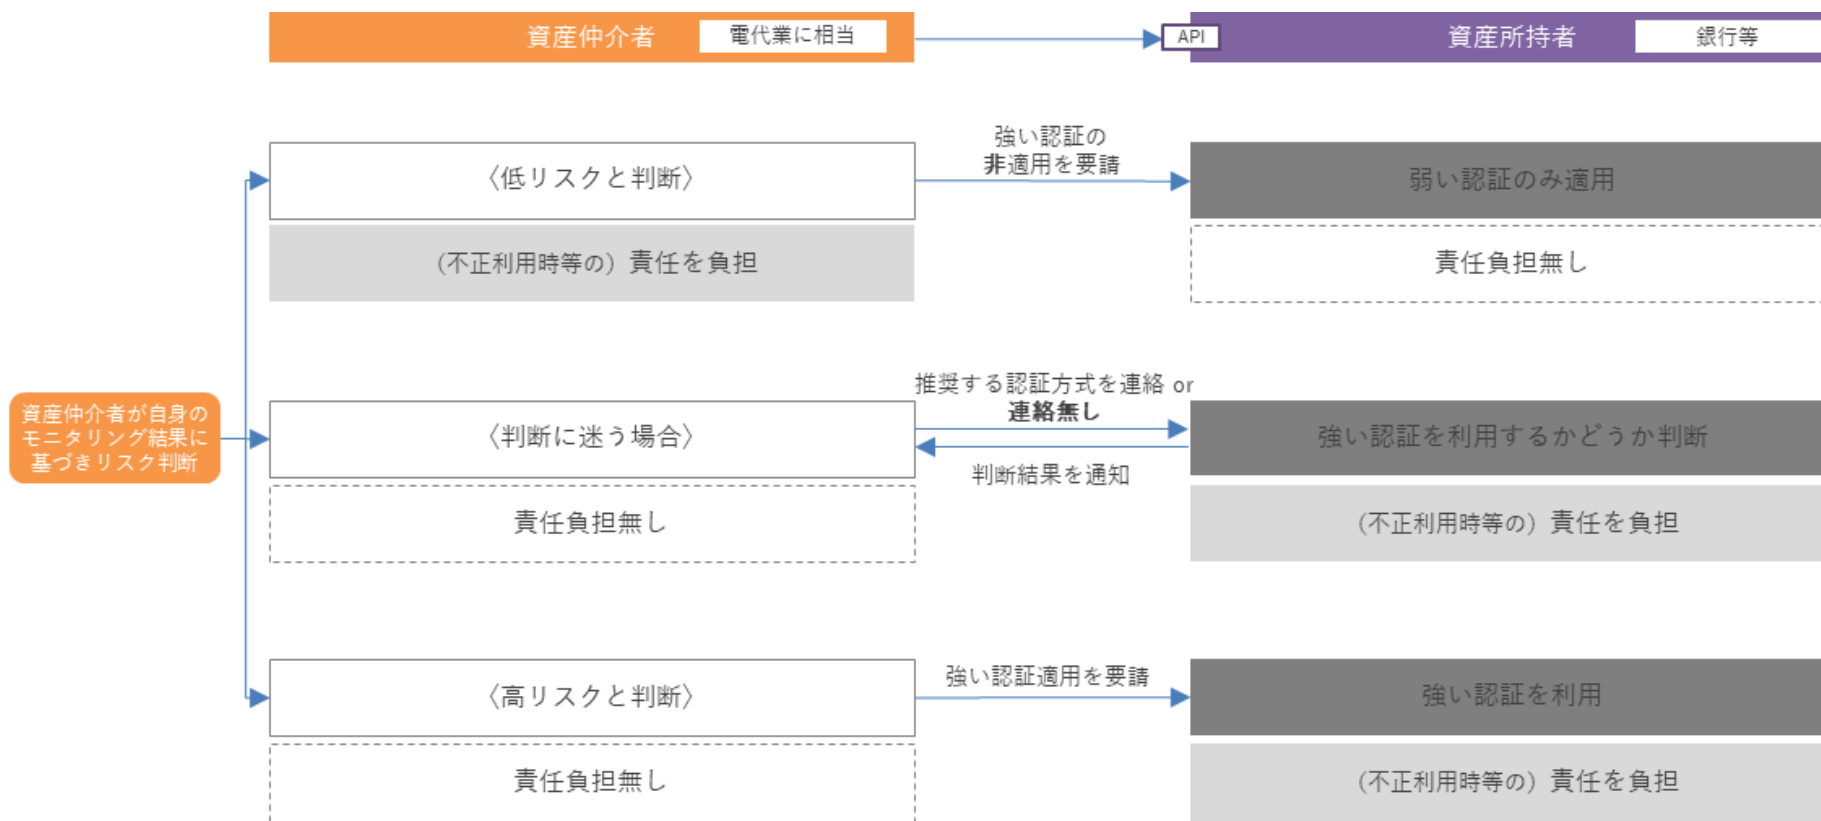 資産仲介者 電代業に相当 API 資産所持者 銀行等
強い認証の
非適用を要請
〈低リスクと判断〉 弱い認証のみ適用
(不正利用時等の) 責任を負担 責任負担無し
推奨する認証方式を連絡 or
連絡無し
資産仲介者が自身の
モニタリング結果に
基づきリスク判断
〈判断に迷う場合〉 強い認証を利用するかどうか判断
判断結果を通知
責任負担無し (不正利用時等の) 責任を負担
強い認証適用を要請
〈高リスクと判断〉 強い認証を利用
責任負担無し (不正利用時等の) 責任を負担